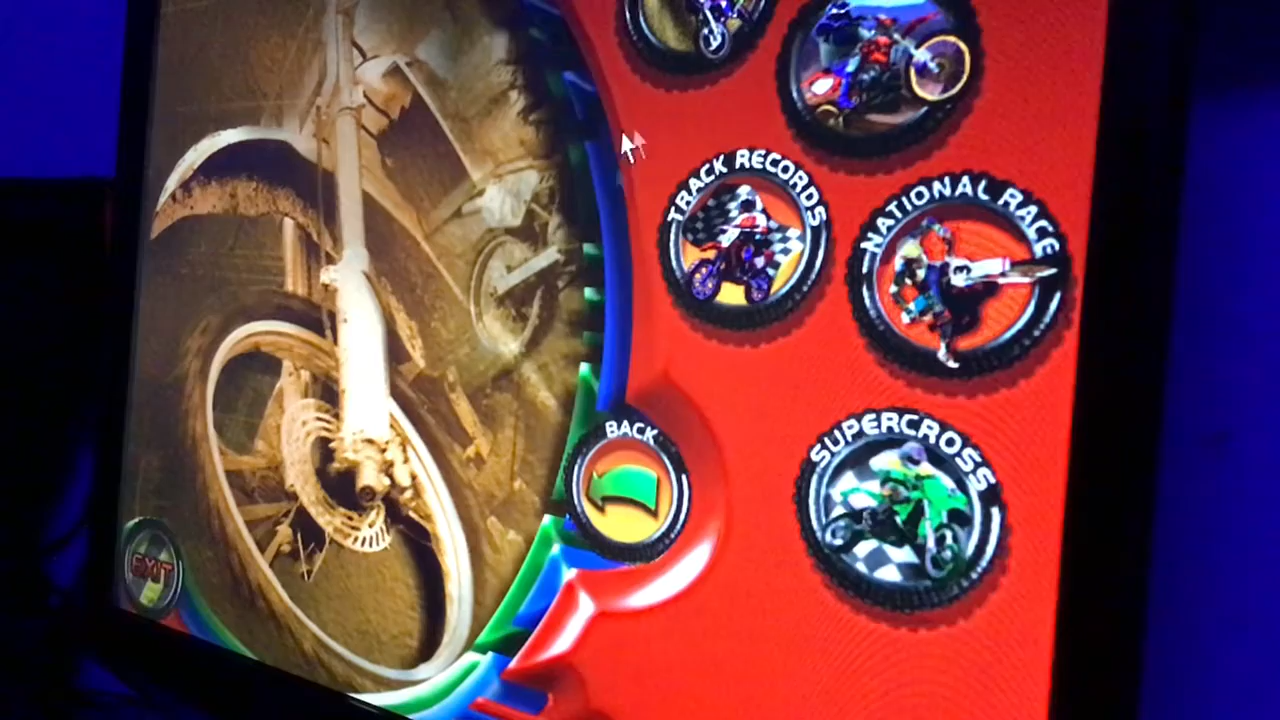 TRACK RECORDS
NATIONAL RACE
BACK
SUPERCROSS
EXIT